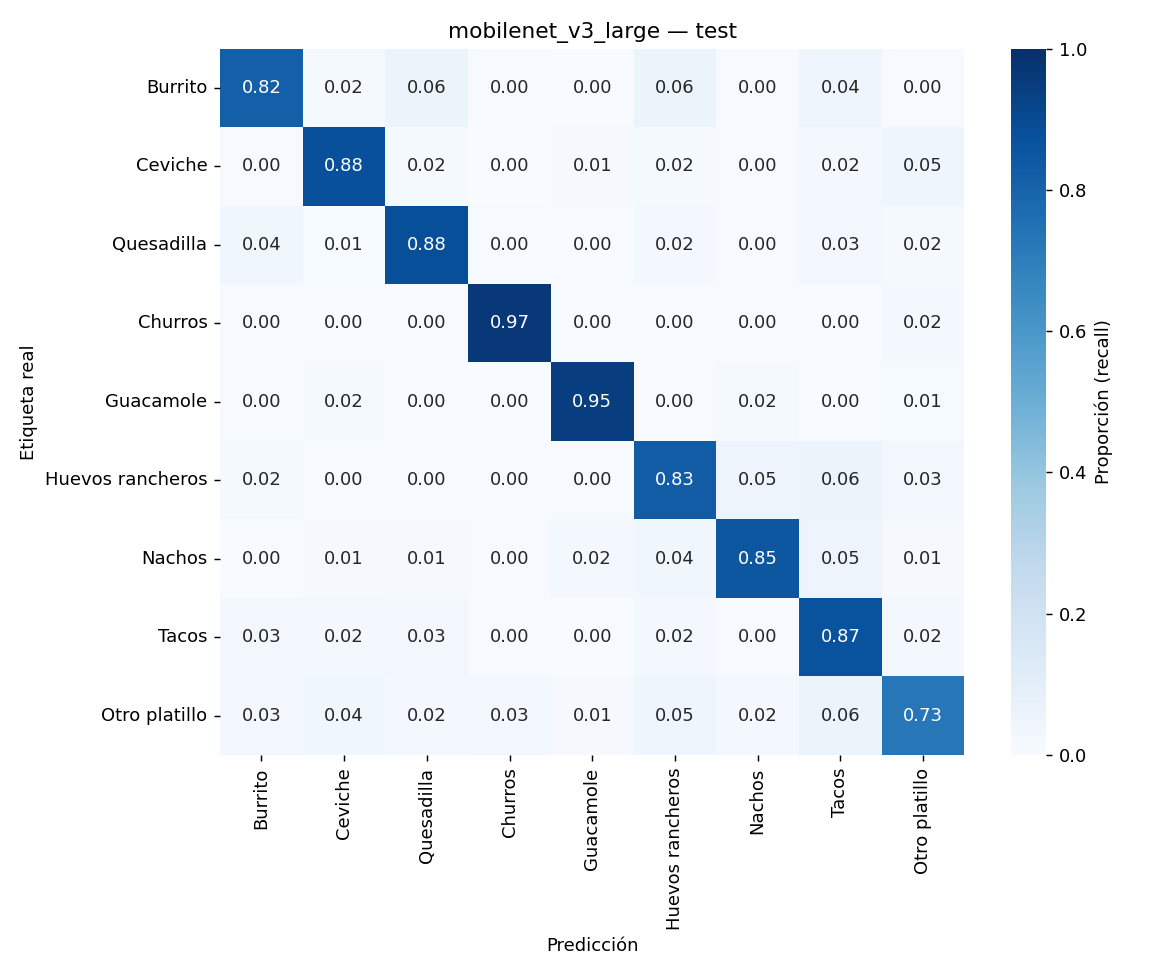 mobilenet_v3_large — test
Etiqueta real
Burrito 0.82 0.02 0.06 0.00 0.00 0.06 0.00 0.04 0.00
Ceviche 0.00 0.88 0.02 0.00 0.01 0.02 0.00 0.02 0.05
Quesadilla 0.04 0.01 0.88 0.00 0.00 0.02 0.00 0.03 0.02
Churros 0.00 0.00 0.00 0.97 0.00 0.00 0.00 0.00 0.02
Guacamole 0.00 0.02 0.00 0.00 0.95 0.00 0.02 0.00 0.01
Huevos rancheros 0.02 0.00 0.00 0.00 0.00 0.83 0.05 0.06 0.03
Nachos 0.00 0.01 0.01 0.00 0.02 0.04 0.85 0.05 0.01
Tacos 0.03 0.02 0.03 0.00 0.00 0.02 0.00 0.87 0.02
Otro platillo 0.03 0.04 0.02 0.03 0.01 0.05 0.02 0.06 0.73
Burrito Ceviche Quesadilla Churros Guacamole Huevos rancheros Nachos Tacos Otro platillo
Predicción
1.0
0.8
0.6
0.4
0.2
0.0
Proporción (recall)